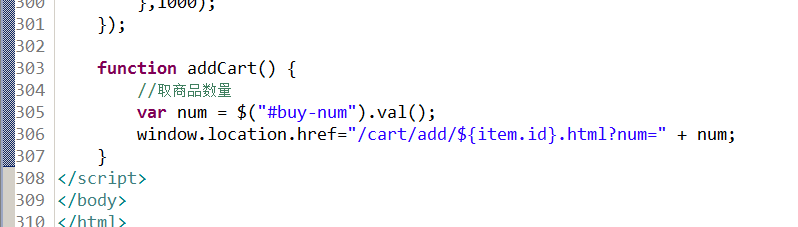 300 },1000);
301 });
302
303 function addCart() {
304 //取商品数量
305 var num = $("#buy-num").val();
306 window.location.href="/cart/add/${item.id}.html?num=" + num;
307 }
308 </script>
309 </body>
310 </html>